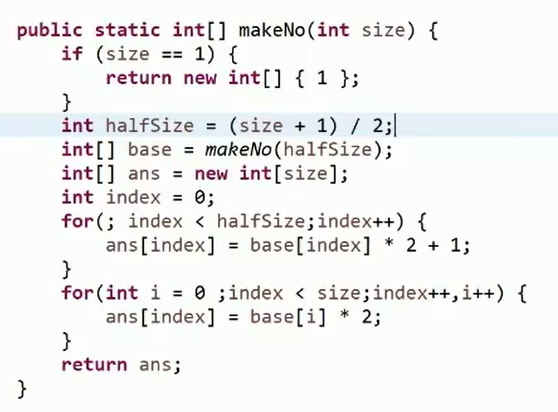 public static int[] makeNo(int size) {
    if (size == 1) {
        return new int[] { 1 };
    }
    int halfSize = (size + 1) / 2;
    int[] base = makeNo(halfSize);
    int[] ans = new int[size];
    int index = 0;
    for(; index < halfSize;index++) {
        ans[index] = base[index] * 2 + 1;
    }
    for(int i = 0 ;index < size;index++,i++) {
        ans[index] = base[i] * 2;
    }
    return ans;
}